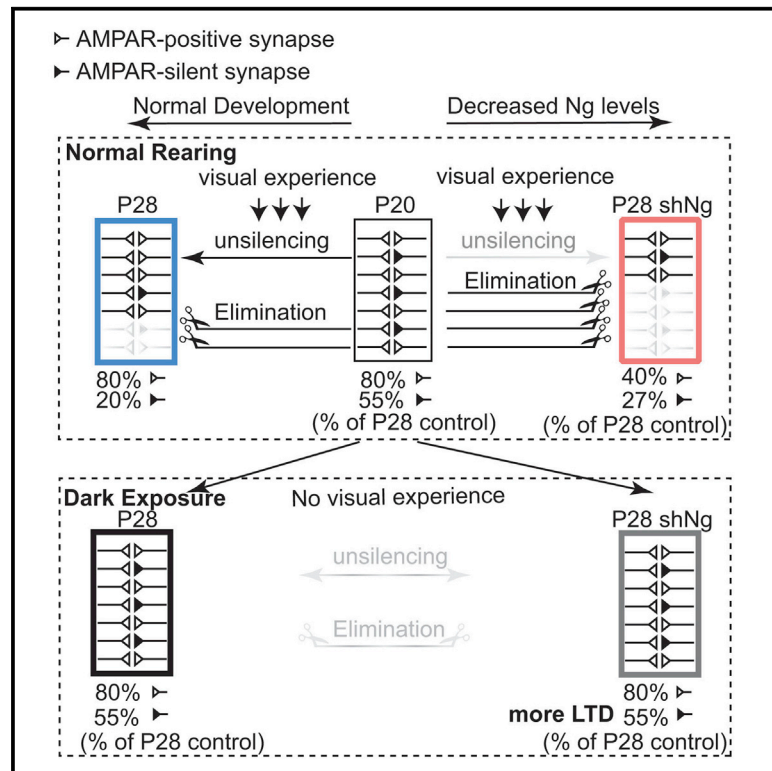 AMPAR-positive synapse
AMPAR-silent synapse
Normal Development
Decreased Ng levels
Normal Rearing
visual experience
visual experience
P28
P20
P28 shNg
unsilencing
unsilencing
Elimination
Elimination
80%
20%
80%
55%
(% of P28 control)
40%
27%
(% of P28 control)
Dark Exposure
No visual experience
P28
P28 shNg
unsilencing
Elimination
80%
55%
(% of P28 control)
80%
more LTD 55%
(% of P28 control)